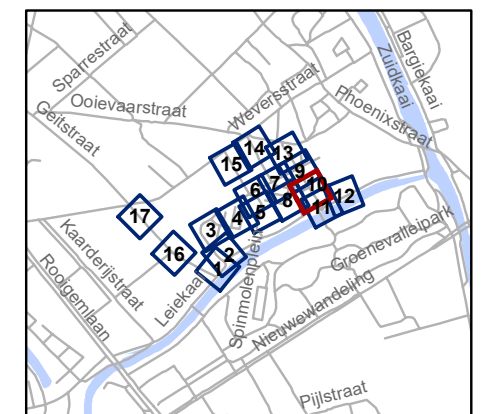 Sparrestraat
Bargiekaai
Zuidkaai
Weversstraat
Phoenixstraat
Ooievaarstraat
Geitstraat
14
13
15
9
7
10
6
12
8
11
5
4
17
3
16
2
1
Kaarderijstraat
Groenevalleipark
Rooigemlaan
Leiekaai
Spinmolenplein
Nieuwewandeling
Pijlstraat